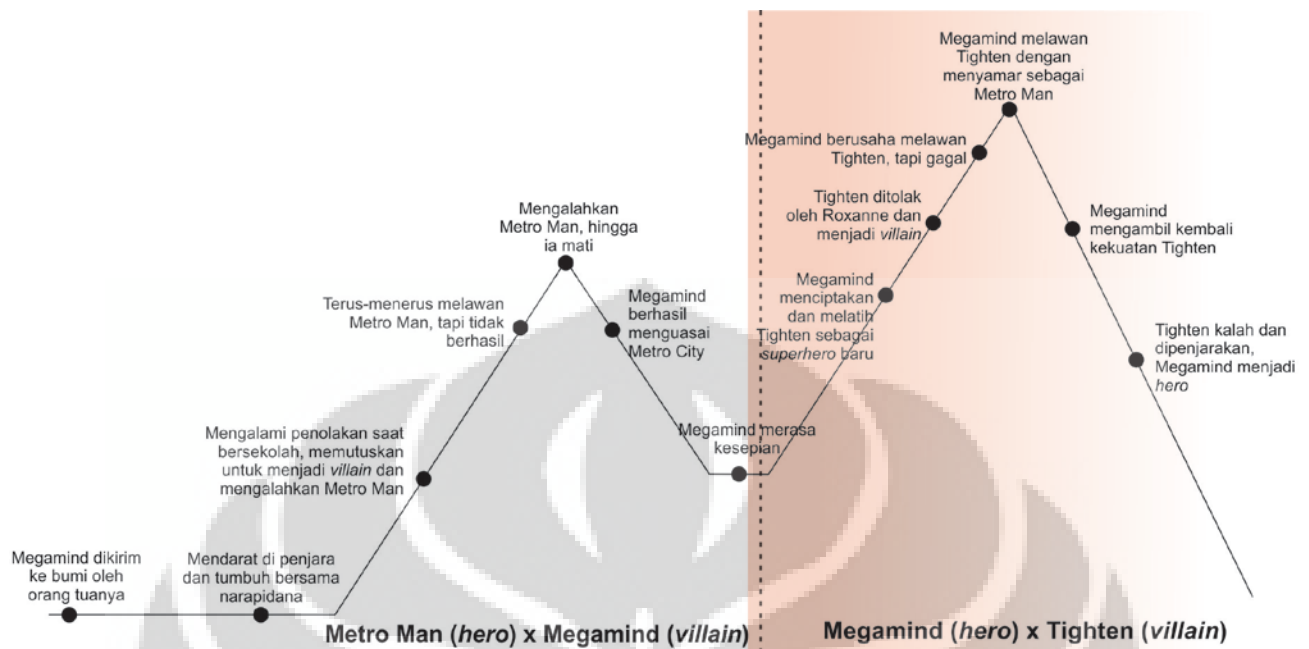 Megamind dikirim
ke bumi oleh
orang tuanya
Mendarat di penjara
dan tumbuh bersama
narapidana
Mengalami penolakan saat
bersekolah, memutuskan
untuk menjadi villain dan
mengalahkan Metro Man
Terus-menerus melawan
Metro Man, tapi tidak
berhasil
Mengalahkan
Metro Man, hingga
ia mati
Megamind
berhasil
menguasai
Metro City
Megamind merasa
kesepian
Megamind
menciptakan
dan melatih
Tighten sebagai
superhero baru
Tighten ditolak
oleh Roxanne dan
menjadi villain
Megamind berusaha melawan
Tighten, tapi gagal
Megamind melawan
Tighten dengan
menyamar sebagai
Metro Man
Megamind
mengambil kembali
kekuatan Tighten
Tighten kalah dan
dipenjarakan,
Megamind menjadi
hero
Metro Man (hero) x Megamind (villain)
Megamind (hero) x Tighten (villain)